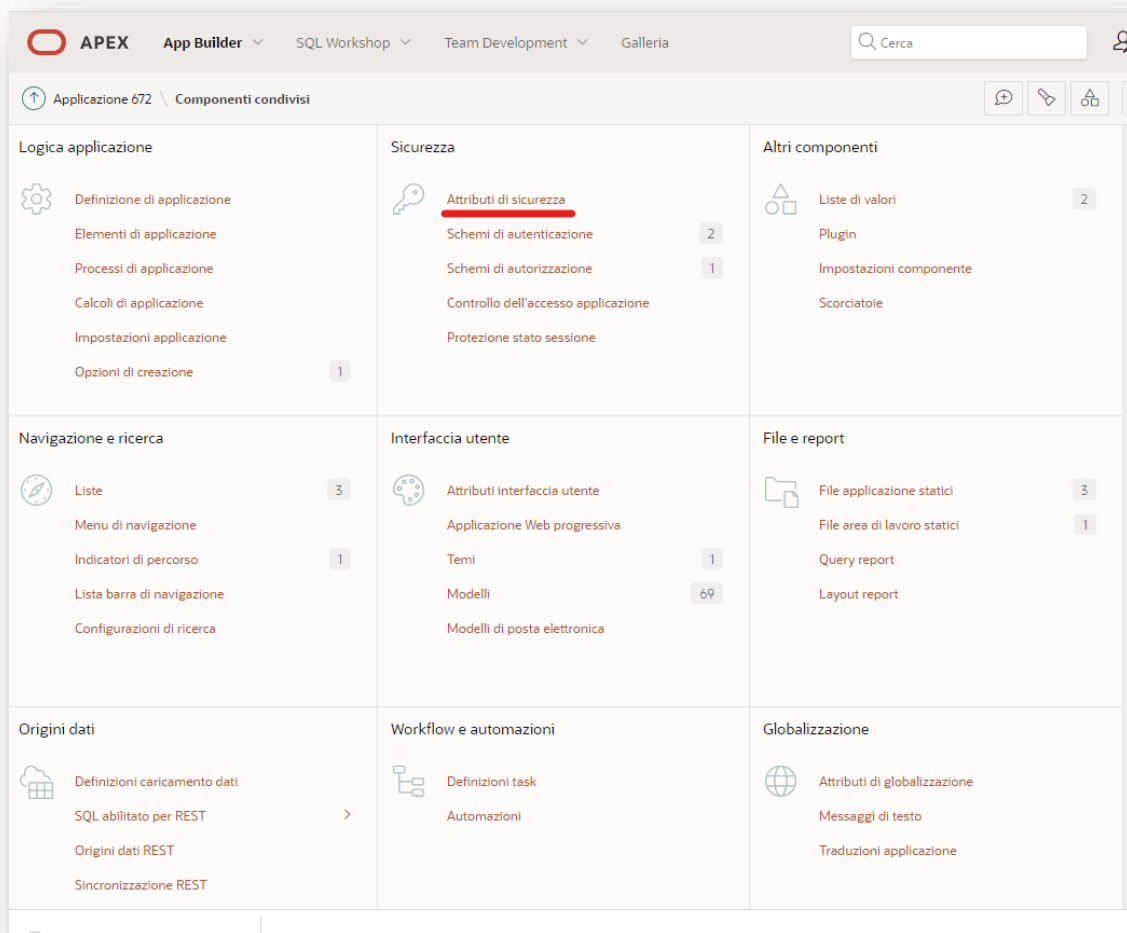 APEX App Builder SQL Workshop Team Development Galleria Cerca
Applicazione 672 \ Componenti condivisi
Logica applicazione
Definizione di applicazione
Elementi di applicazione
Processi di applicazione
Calcoli di applicazione
Impostazioni applicazione
Opzioni di creazione 1
Sicurezza
Attributi di sicurezza
Schemi di autenticazione 2
Schemi di autorizzazione 1
Controllo dell'accesso applicazione
Protezione stato sessione
Altri componenti
Liste di valori 2
Plugin
Impostazioni componente
Scorciatoie
Navigazione e ricerca
Liste 3
Menu di navigazione
Indicatori di percorso 1
Lista barra di navigazione
Configurazioni di ricerca
Interfaccia utente
Attributi interfaccia utente
Applicazione Web progressiva
Temi 1
Modelli 69
Modelli di posta elettronica
File e report
File applicazione statici 3
File area di lavoro statici 1
Query report
Layout report
Origini dati
Definizioni caricamento dati
SQL abilitato per REST
Origini dati REST
Sincronizzazione REST
Workflow e automazioni
Definizioni task
Automazioni
Globalizzazione
Attributi di globalizzazione
Messaggi di testo
Traduzioni applicazione